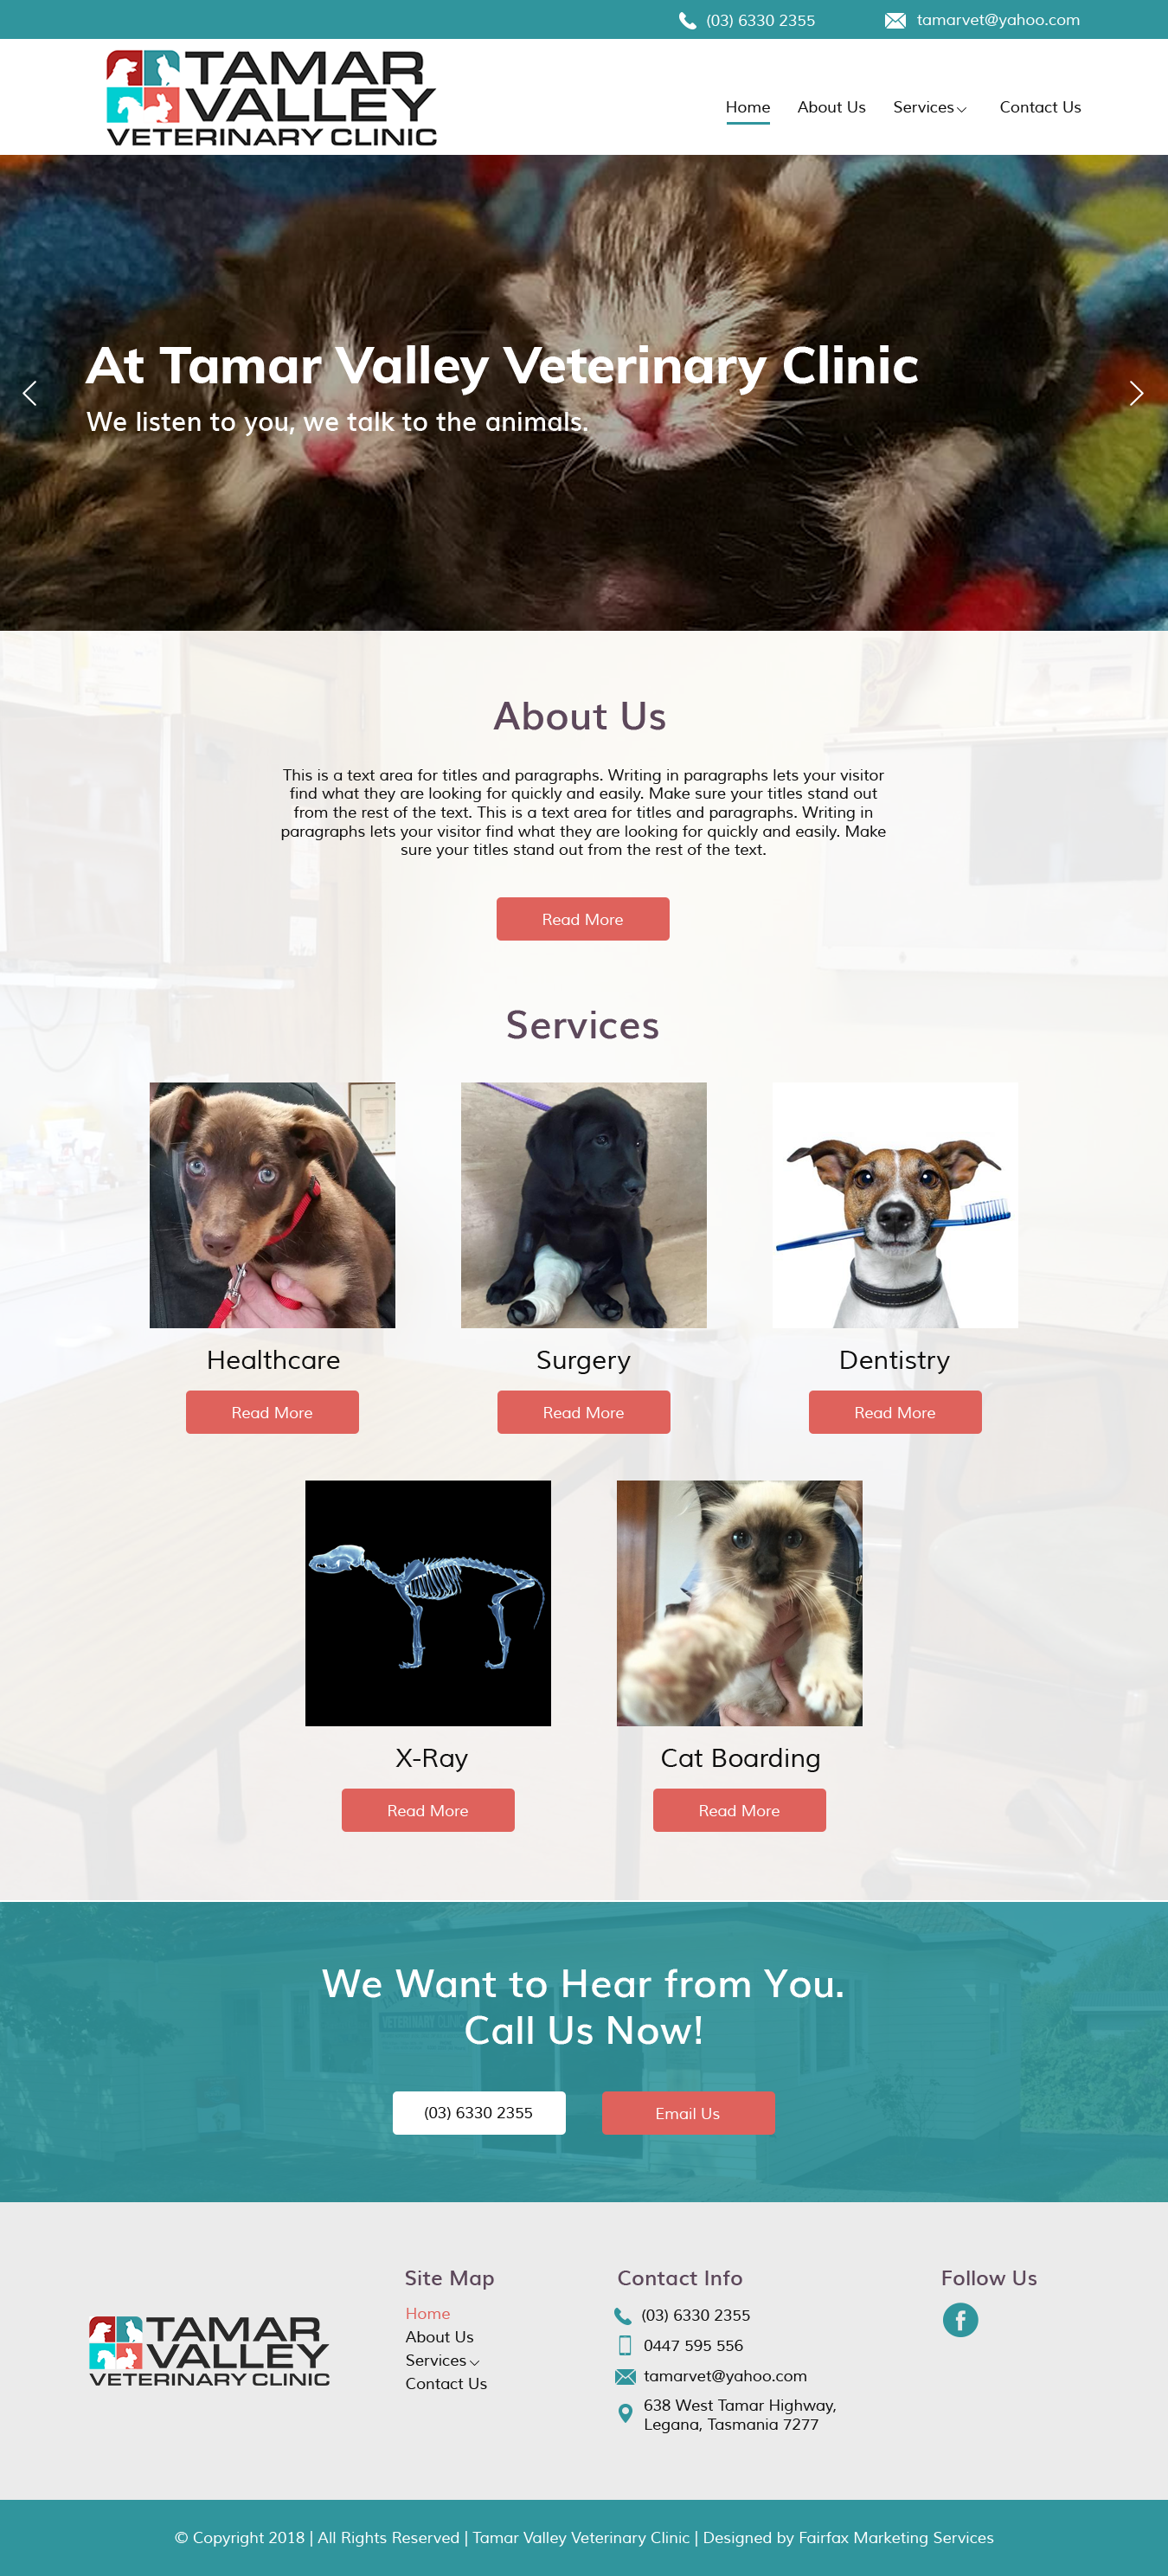 (03) 6330 2355
tamarvet@yahoo.com
TAMAR
VALLEY
VETERINARY CLINIC
Home
About Us
Services
Contact Us
At Tamar Valley Veterinary Clinic
We listen to you, we talk to the animals.
About Us
This is a text area for titles and paragraphs. Writing in paragraphs lets your visitor
find what they are looking for quickly and easily. Make sure your titles stand out
from the rest of the text. This is a text area for titles and paragraphs. Writing in
paragraphs lets your visitor find what they are looking for quickly and easily. Make
sure your titles stand out from the rest of the text.
Read More
Services
Healthcare
Surgery
Dentistry
Read More
Read More
Read More
X-Ray
Cat Boarding
Read More
Read More
We Want to Hear from You.
Call Us Now!
VETERINARY CLINIC
(03) 6330 2355
Email Us
TAMAR
VALLEY
VETERINARY CLINIC
Site Map
Home
About Us
Services
Contact Us
Contact Info
(03) 6330 2355
0447 595 556
tamarvet@yahoo.com
638 West Tamar Highway,
Legana, Tasmania 7277
Follow Us
© Copyright 2018 | All Rights Reserved | Tamar Valley Veterinary Clinic | Designed by Fairfax Marketing Services